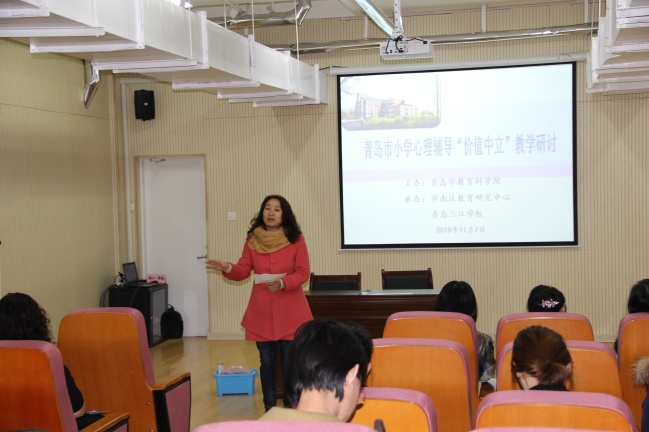 青岛市小学心理辅导“价值中立”教学研讨
主办：青岛市教育科学院
承办：市南区教育研究中心
青岛三江学校
2018年11月7日